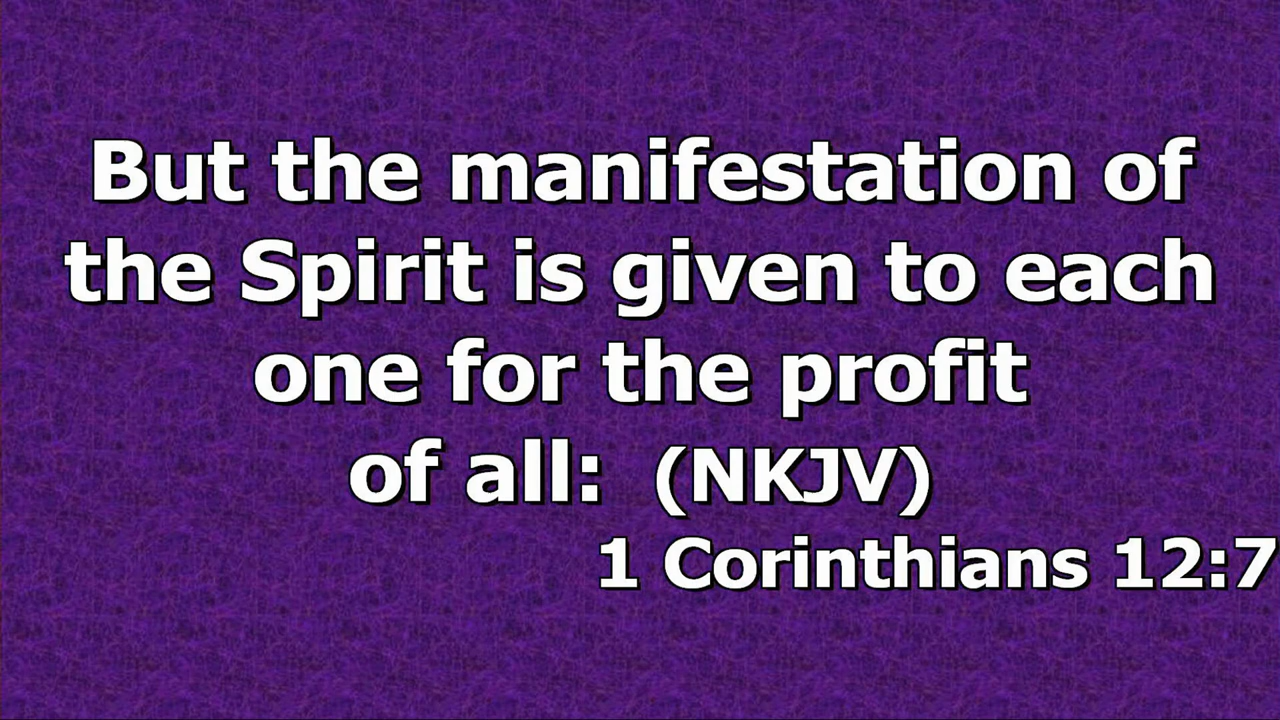 But the manifestation of
the Spirit is given to each
one for the profit
of all: (NKJV)
1 Corinthians 12:7